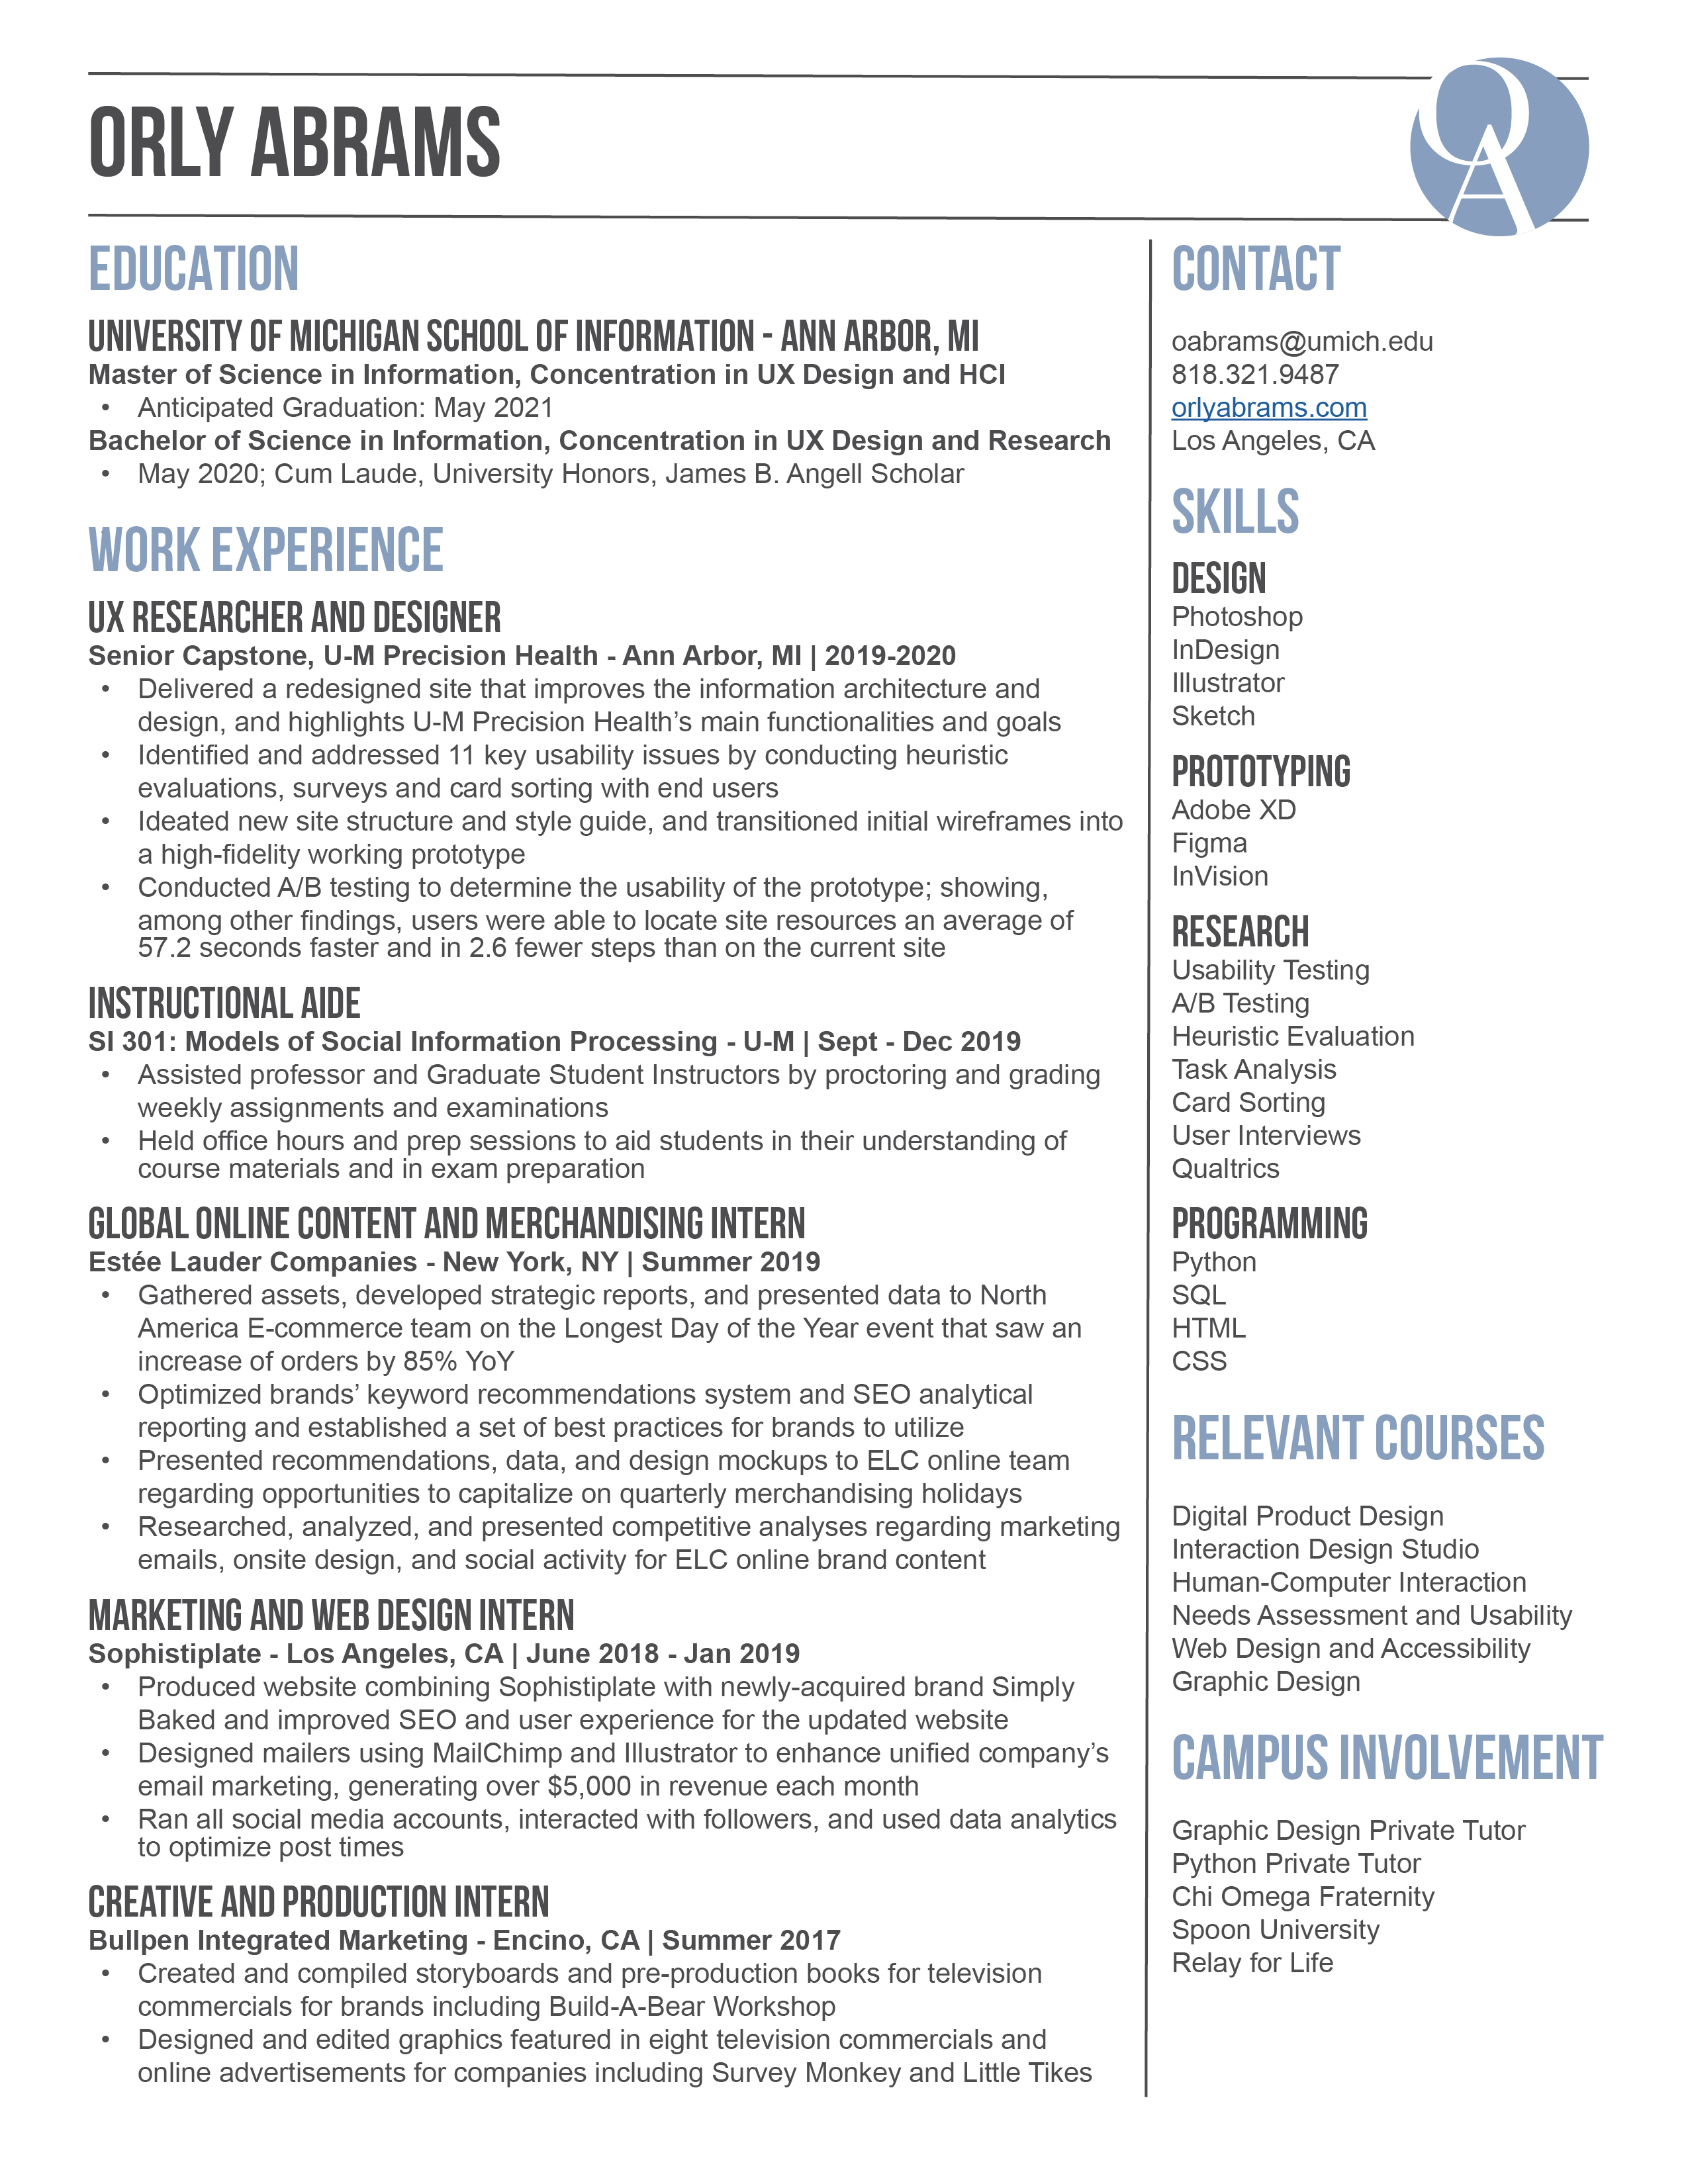 ORLY ABRAMS
OA
EDUCATION
UNIVERSITY OF MICHIGAN SCHOOL OF INFORMATION - ANN ARBOR, MI
Master of Science in Information, Concentration in UX Design and HCI
• Anticipated Graduation: May 2021
Bachelor of Science in Information, Concentration in UX Design and Research
• May 2020; Cum Laude, University Honors, James B. Angell Scholar
WORK EXPERIENCE
UX RESEARCHER AND DESIGNER
Senior Capstone, U-M Precision Health - Ann Arbor, MI | 2019-2020
• Delivered a redesigned site that improves the information architecture and
design, and highlights U-M Precision Health’s main functionalities and goals
• Identified and addressed 11 key usability issues by conducting heuristic
evaluations, surveys and card sorting with end users
• Ideated new site structure and style guide, and transitioned initial wireframes into
a high-fidelity working prototype
• Conducted A/B testing to determine the usability of the prototype; showing,
among other findings, users were able to locate site resources an average of
57.2 seconds faster and in 2.6 fewer steps than on the current site
INSTRUCTIONAL AIDE
SI 301: Models of Social Information Processing - U-M | Sept - Dec 2019
• Assisted professor and Graduate Student Instructors by proctoring and grading
weekly assignments and examinations
• Held office hours and prep sessions to aid students in their understanding of
course materials and in exam preparation
GLOBAL ONLINE CONTENT AND MERCHANDISING INTERN
Estée Lauder Companies - New York, NY | Summer 2019
• Gathered assets, developed strategic reports, and presented data to North
America E-commerce team on the Longest Day of the Year event that saw an
increase of orders by 85% YoY
• Optimized brands’ keyword recommendations system and SEO analytical
reporting and established a set of best practices for brands to utilize
• Presented recommendations, data, and design mockups to ELC online team
regarding opportunities to capitalize on quarterly merchandising holidays
• Researched, analyzed, and presented competitive analyses regarding marketing
emails, onsite design, and social activity for ELC online brand content
MARKETING AND WEB DESIGN INTERN
Sophistiplate - Los Angeles, CA | June 2018 - Jan 2019
• Produced website combining Sophistiplate with newly-acquired brand Simply
Baked and improved SEO and user experience for the updated website
• Designed mailers using MailChimp and Illustrator to enhance unified company’s
email marketing, generating over $5,000 in revenue each month
• Ran all social media accounts, interacted with followers, and used data analytics
to optimize post times
CREATIVE AND PRODUCTION INTERN
Bullpen Integrated Marketing - Encino, CA | Summer 2017
• Created and compiled storyboards and pre-production books for television
commercials for brands including Build-A-Bear Workshop
• Designed and edited graphics featured in eight television commercials and
online advertisements for companies including Survey Monkey and Little Tikes
CONTACT
oabrams@umich.edu
818.321.9487
orlyabrams.com
Los Angeles, CA
SKILLS
DESIGN
Photoshop
InDesign
Illustrator
Sketch
PROTOTYPING
Adobe XD
Figma
InVision
RESEARCH
Usability Testing
A/B Testing
Heuristic Evaluation
Task Analysis
Card Sorting
User Interviews
Qualtrics
PROGRAMMING
Python
SQL
HTML
CSS
RELEVANT COURSES
Digital Product Design
Interaction Design Studio
Human-Computer Interaction
Needs Assessment and Usability
Web Design and Accessibility
Graphic Design
CAMPUS INVOLVEMENT
Graphic Design Private Tutor
Python Private Tutor
Chi Omega Fraternity
Spoon University
Relay for Life